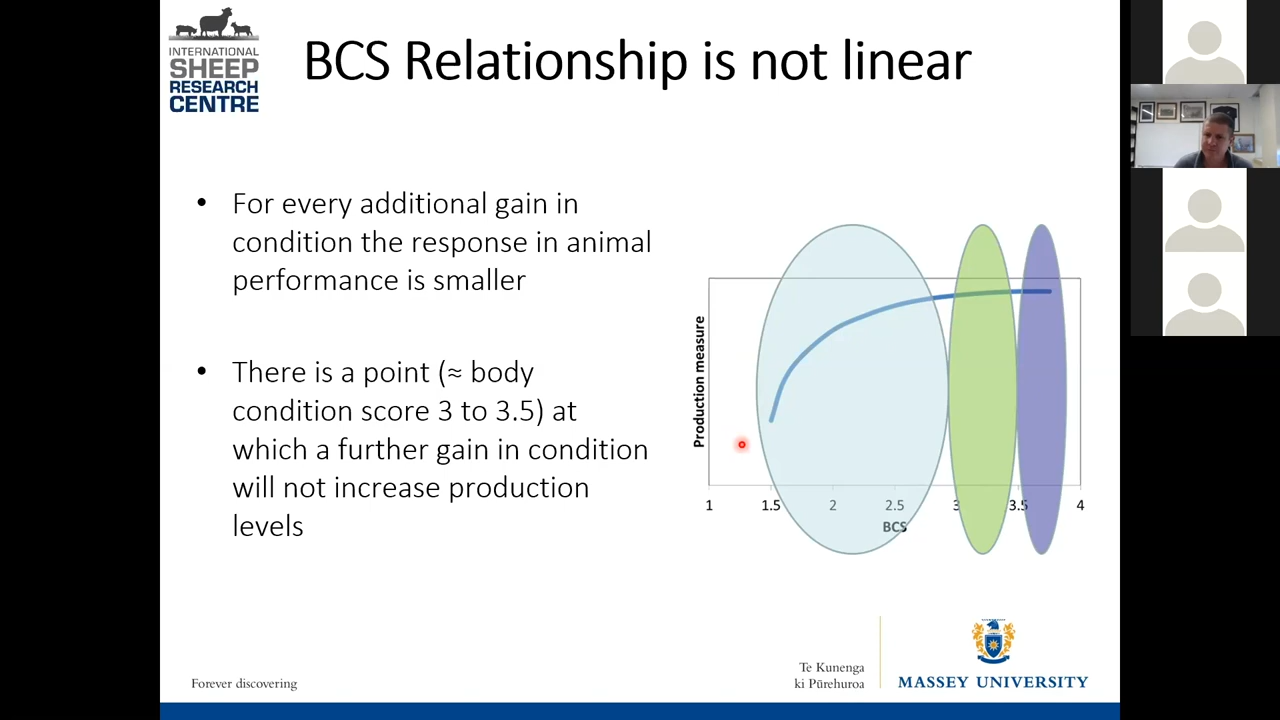 INTERNATIONAL
SHEEP
RESEARCH
CENTRE
BCS Relationship is not linear
• For every additional gain in
condition the response in animal
performance is smaller
• There is a point (≈ body
condition score 3 to 3.5) at
which a further gain in condition
will not increase production
levels
Production measure
1 1.5 2 2.5 3 3.5 4
BCS
Forever discovering
Te Kunenga
ki Pūrehuroa
MASSEY UNIVERSITY